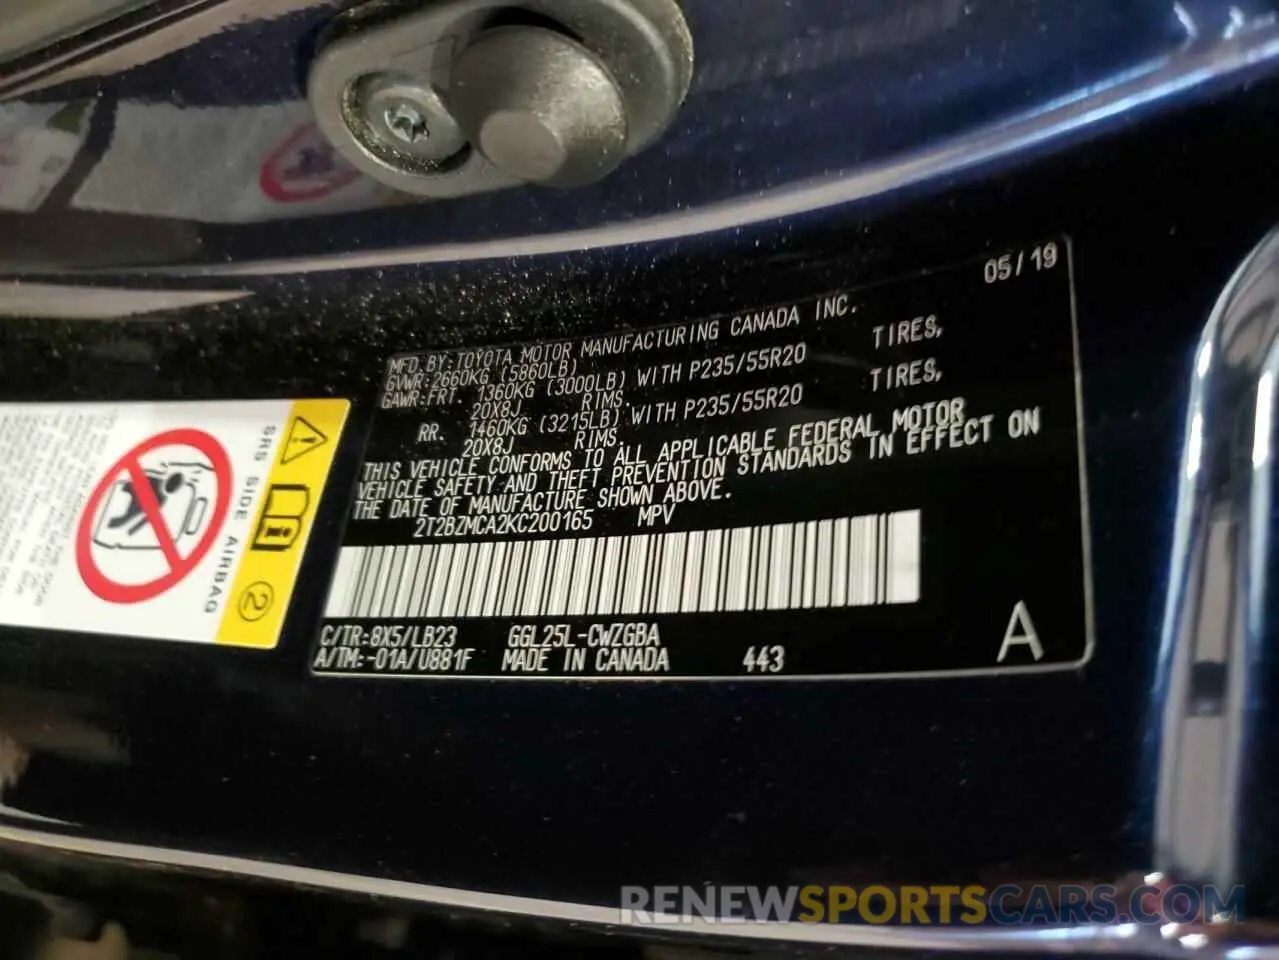 05/19
MFD. BY: TOYOTA MOTOR MANUFACTURING CANADA INC.
GVWR: 2660KG (5860LB)
GAWR: FRT. 1360KG (3000LB) WITH P235/55R20 TIRES,
20X8J RIMS.
RR. 1460KG (3215LB) WITH P235/55R20 TIRES,
20X8J RIMS.
THIS VEHICLE CONFORMS TO ALL APPLICABLE FEDERAL MOTOR
VEHICLE SAFETY AND THEFT PREVENTION STANDARDS IN EFFECT ON
THE DATE OF MANUFACTURE SHOWN ABOVE.
2T2BZMCA2KC200165 MPV
C/TR: 8X5/LB23 GGL25L-CWZGBA
A/TM: -01A/U881F MADE IN CANADA 443
A
SRS SIDE AIRBAG
2
RENEWSPORTSCARS.COM